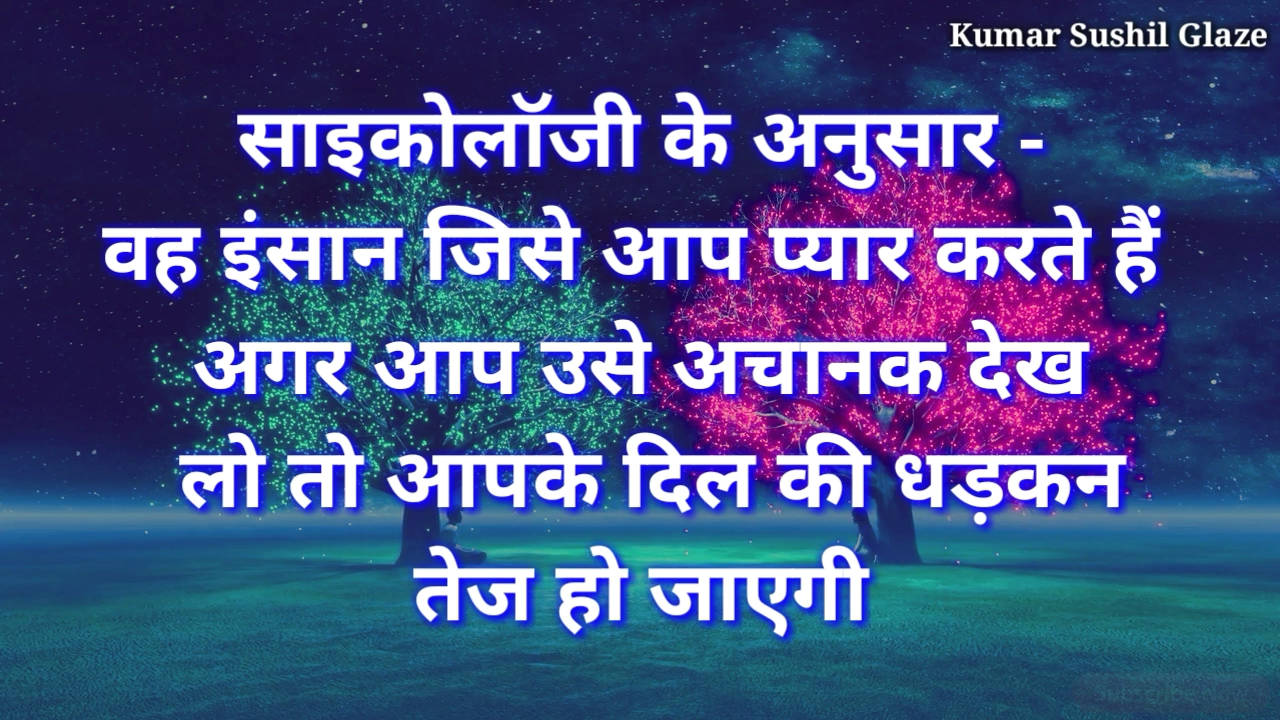 Kumar Sushil Glaze
साइकोलॉजी के अनुसार -
वह इंसान जिसे आप प्यार करते हैं
अगर आप उसे अचानक देख
लो तो आपके दिल की धड़कन
तेज हो जाएगी